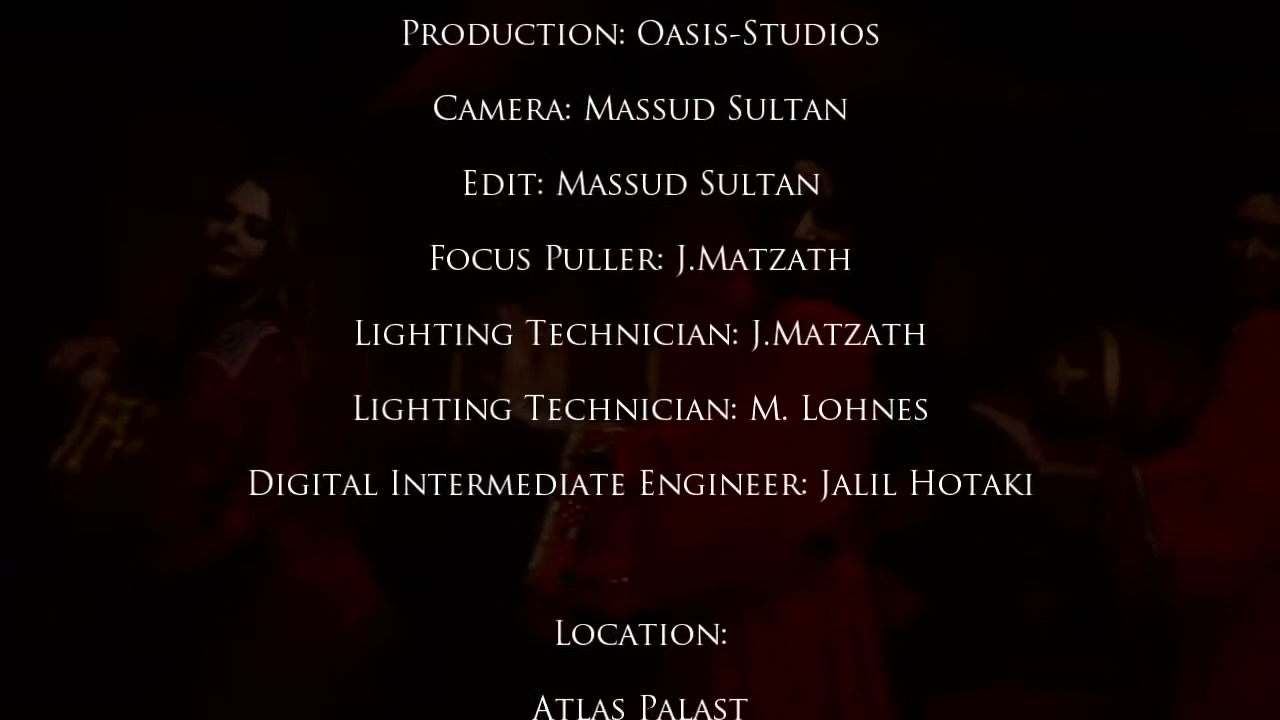 Production: Oasis-Studios
Camera: Massud Sultan
Edit: Massud Sultan
Focus Puller: J.Matzath
Lighting Technician: J.Matzath
Lighting Technician: M. Lohnes
Digital Intermediate Engineer: Jalil Hotaki
Location:
Atlas Palast